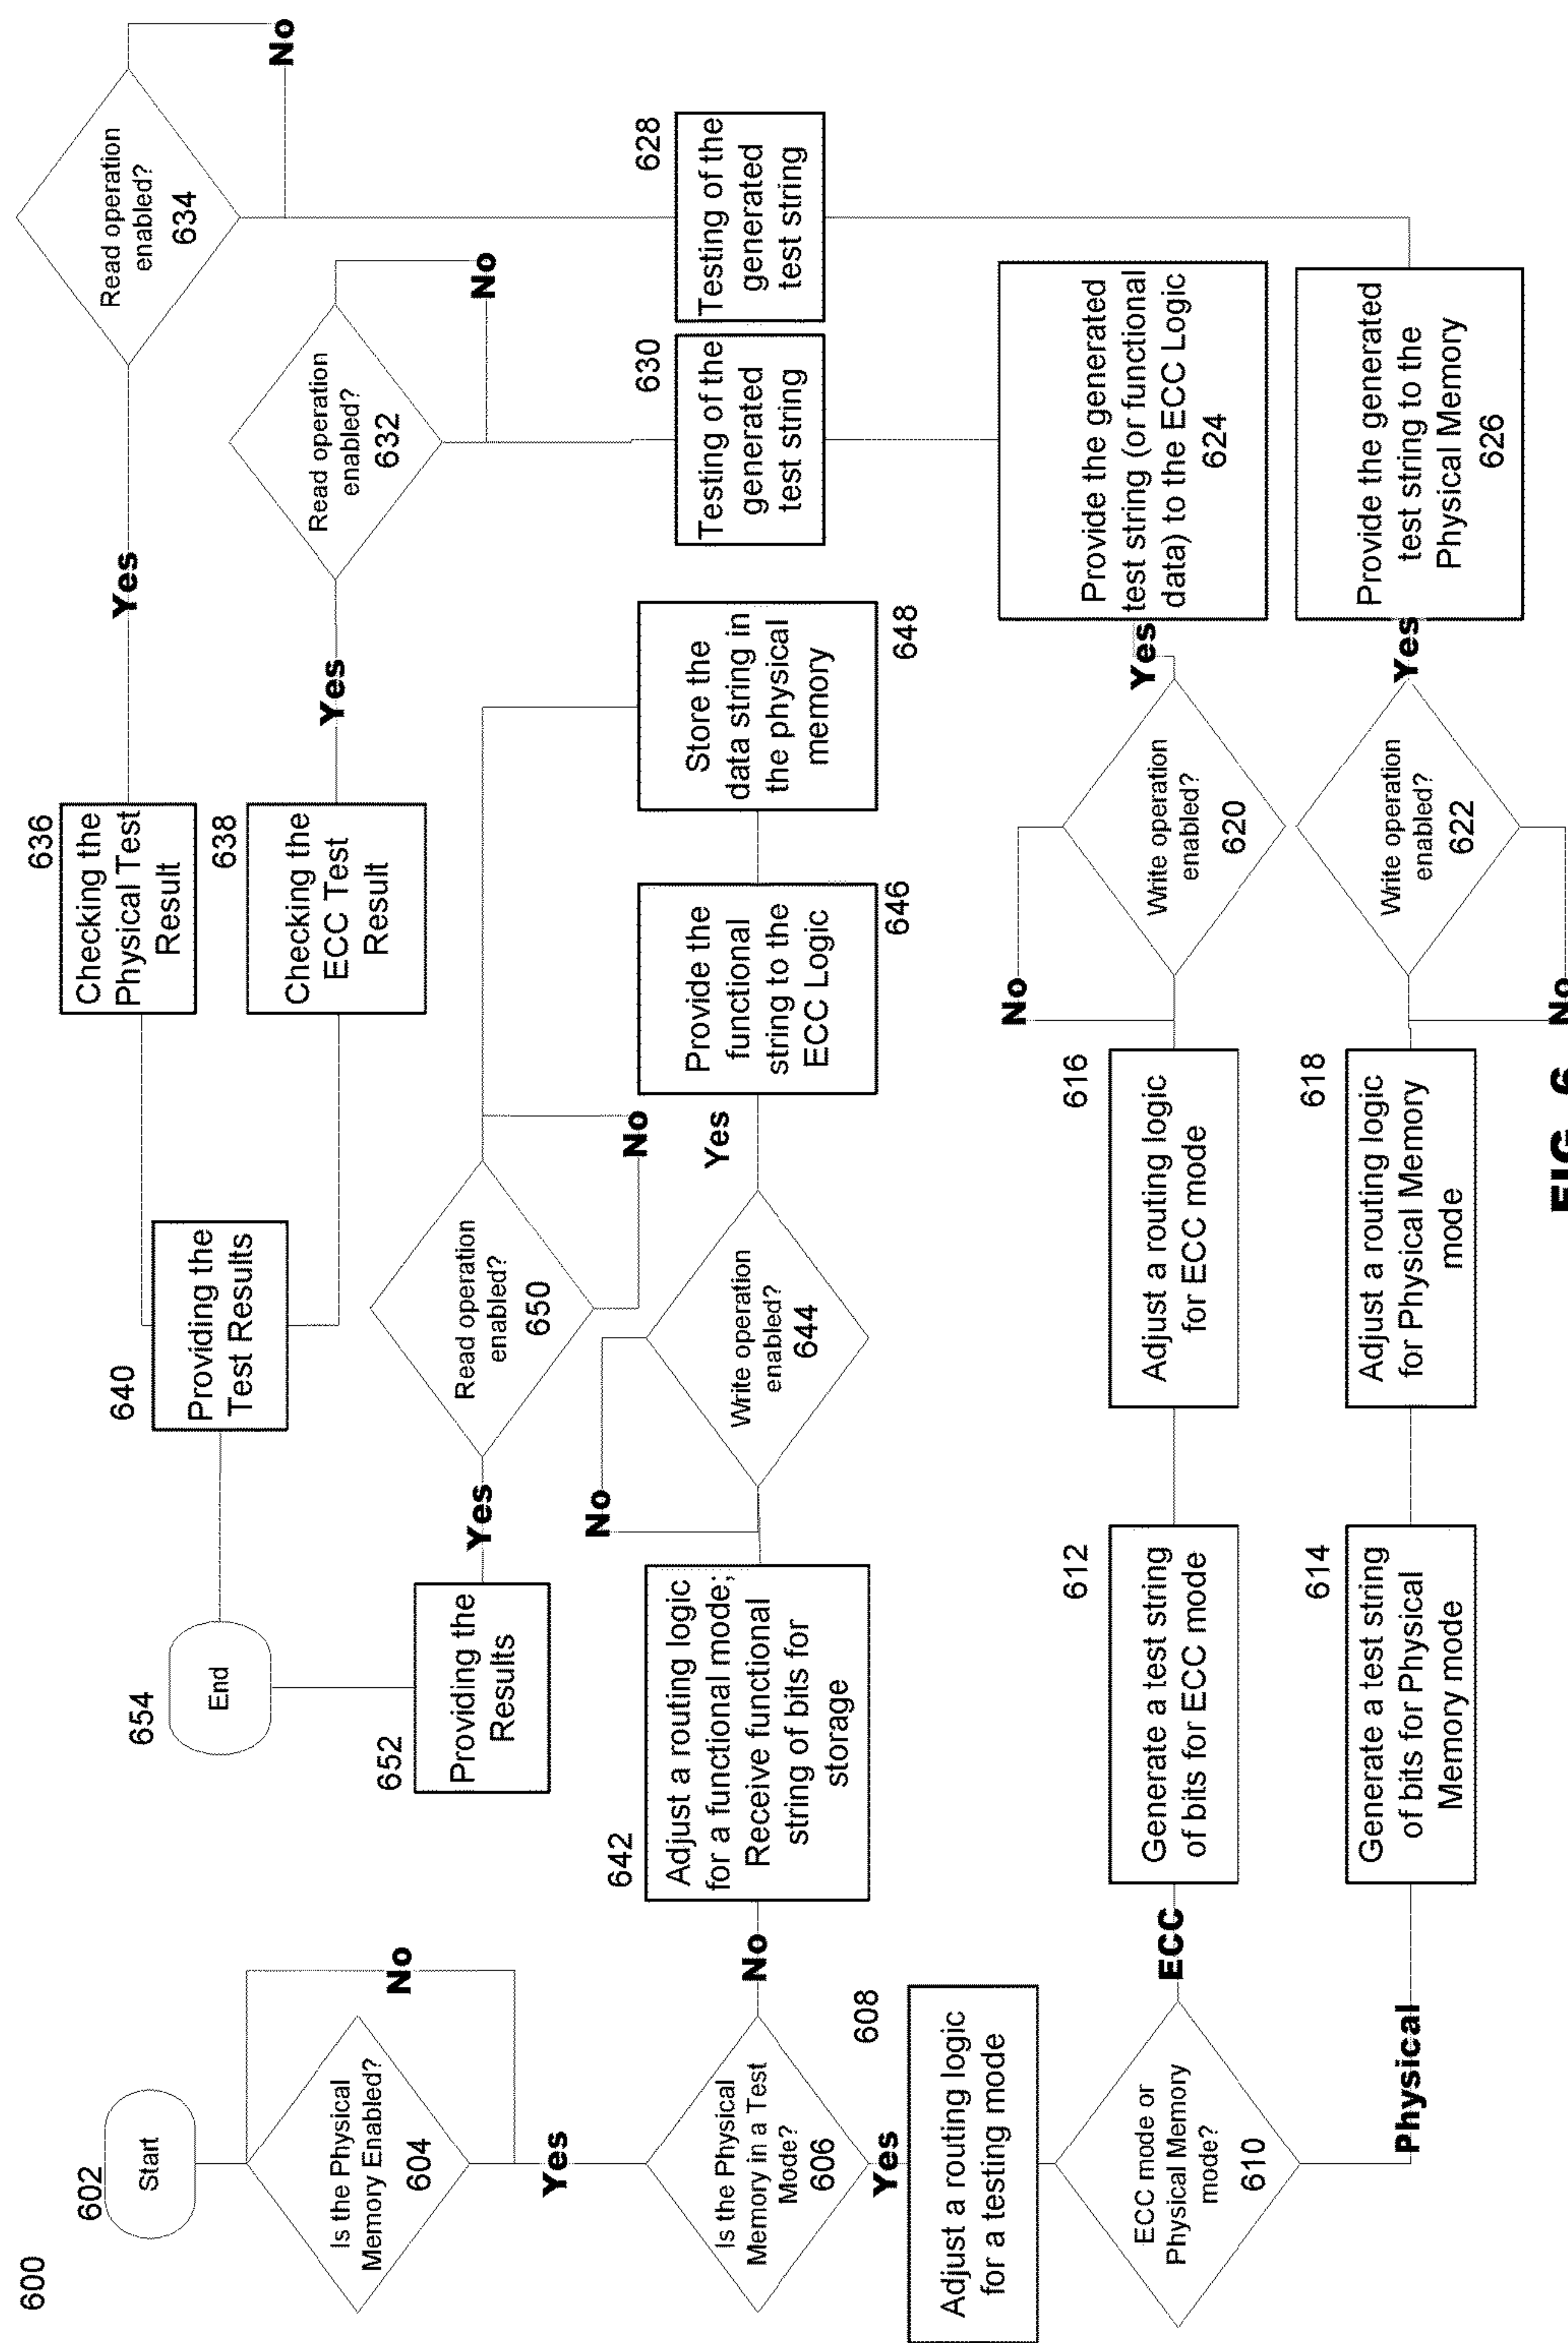 600
602
Start
Is the Physical
Memory Enabled?
604
No
Yes
Is the Physical
Memory in a Test
Mode?
606
No
Yes
608
Adjust a routing logic
for a testing mode
ECC mode or
Physical Memory
mode?
610
ECC
Physical
612
Generate a test string
of bits for ECC mode
614
Generate a test string
of bits for Physical
Memory mode
616
Adjust a routing logic
for ECC mode
618
Adjust a routing logic
for Physical Memory
mode
No
Write operation
enabled?
620
Yes
Write operation
enabled?
622
No
Yes
Provide the generated
test string (or functional
data) to the ECC Logic
624
Provide the generated
test string to the
Physical Memory
626
628
Testing of the
generated
test string
630
Testing of the
generated
test string
Read operation
enabled?
632
No
Yes
Read operation
enabled?
634
No
Yes
636
Checking the
Physical Test
Result
638
Checking the
ECC Test
Result
640
Providing the
Test Results
642
Adjust a routing logic
for a functional mode;
Receive functional
string of bits for
storage
No
Write operation
enabled?
644
Yes
Provide the
functional
string to the
ECC Logic
646
Store the
data string in
the physical
memory
648
Read operation
enabled?
650
No
Yes
652
Providing the
Results
654
End
FIG. 6